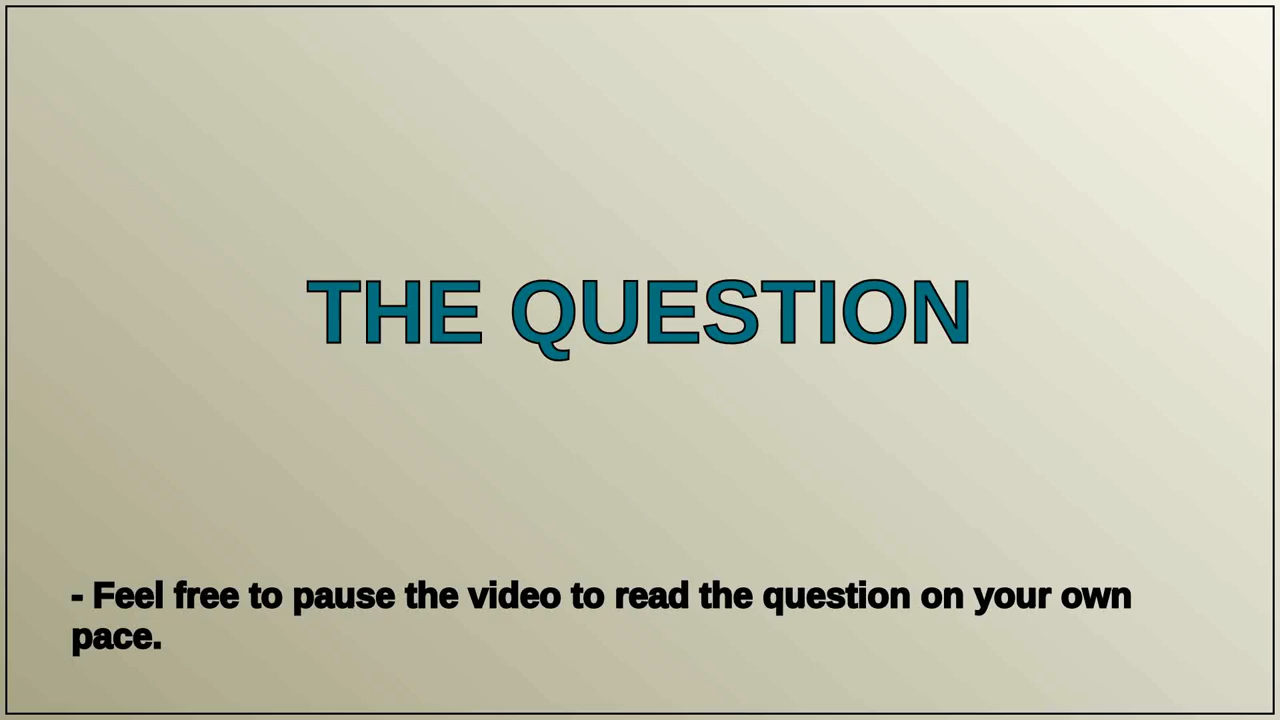 THE QUESTION
- Feel free to pause the video to read the question on your own
pace.